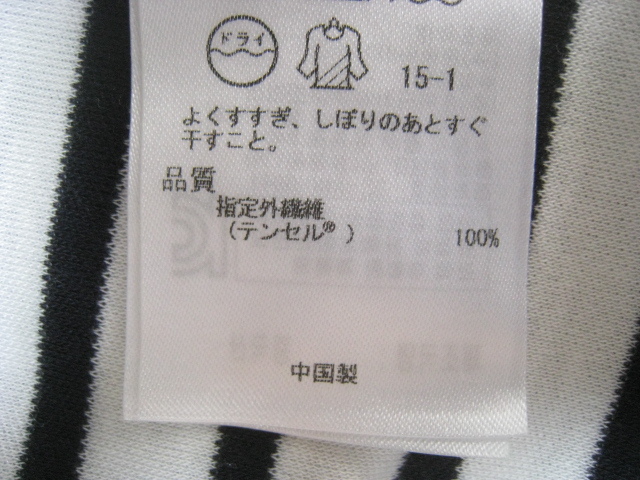 ドライ
15-1
よくすすぎ、しぼりのあとすぐ
干すこと。
品質
指定外繊維
(テンセル® )
100%
中国製